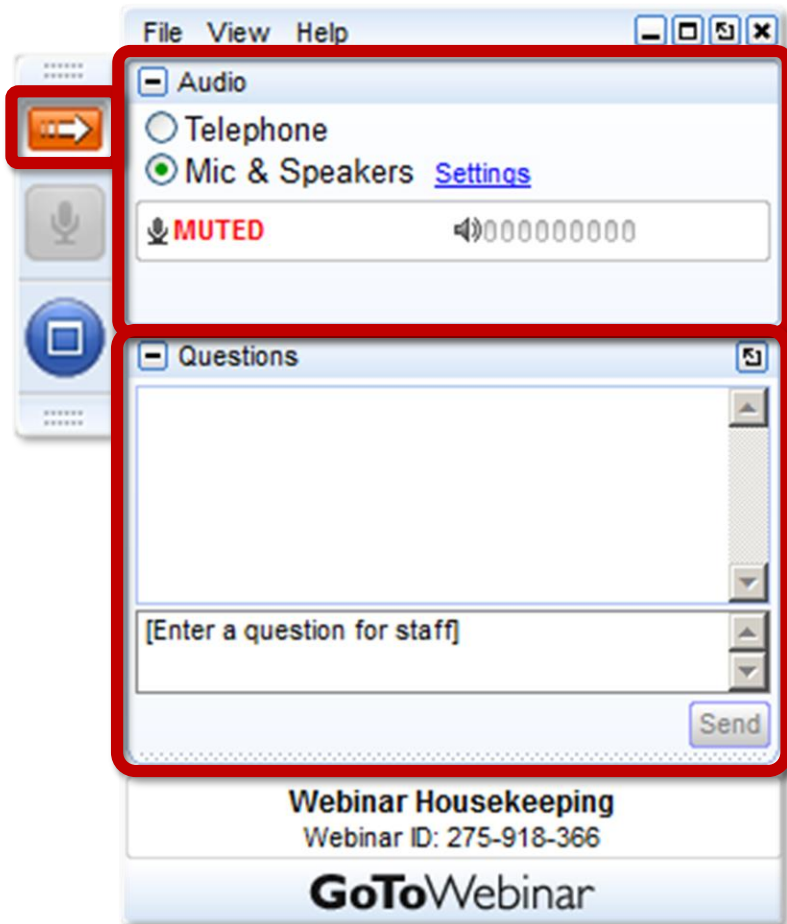 File View Help
Audio
Telephone
Mic & Speakers Settings
MUTED
Questions
[Enter a question for staff]
Send
Webinar Housekeeping
Webinar ID: 275-918-366
GoToWebinar